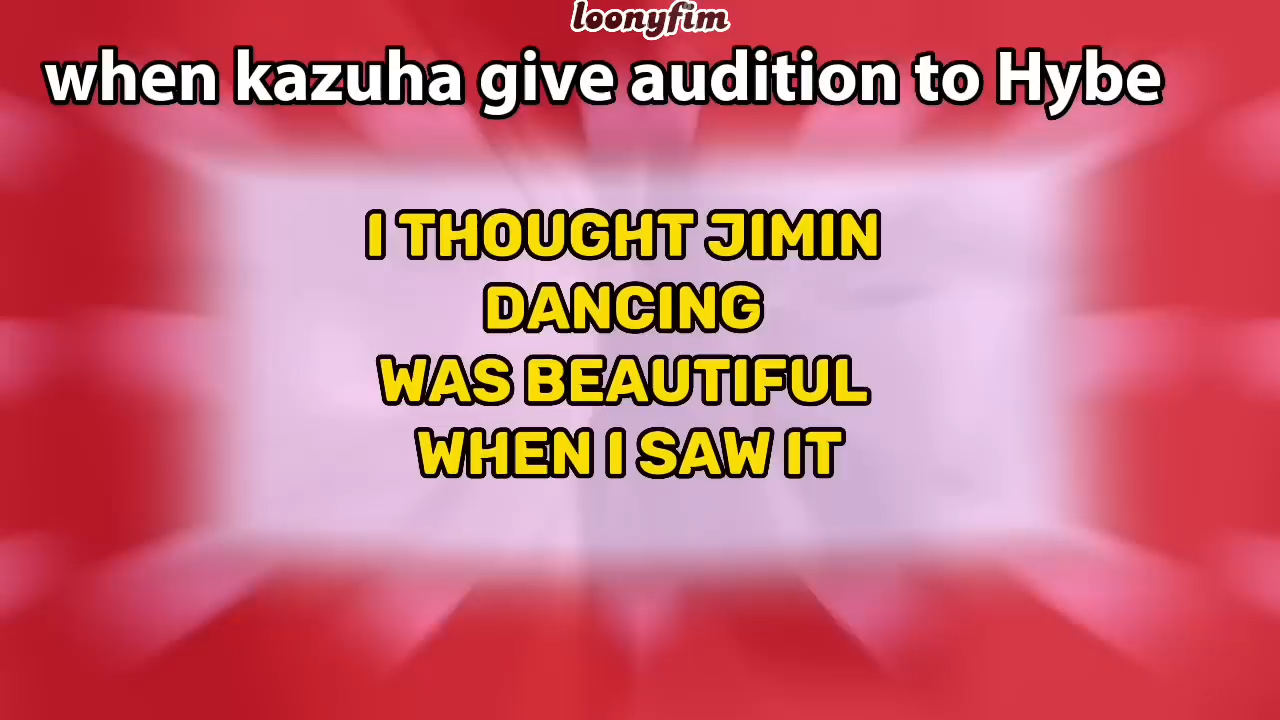 loonyfim
when kazuha give audition to Hybe
I THOUGHT JIMIN
DANCING
WAS BEAUTIFUL
WHEN I SAW IT